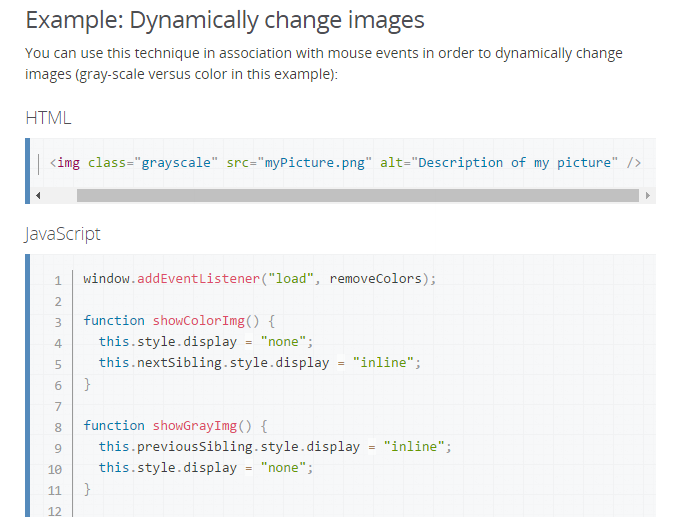 Example: Dynamically change images
You can use this technique in association with mouse events in order to dynamically change
images (gray-scale versus color in this example):
HTML
<img class="grayscale" src="myPicture.png" alt="Description of my picture" />
JavaScript
1 window.addEventListener("load", removeColors);
2
3 function showColorImg() {
4 this.style.display = "none";
5 this.nextSibling.style.display = "inline";
6 }
7
8 function showGrayImg() {
9 this.previousSibling.style.display = "inline";
10 this.style.display = "none";
11 }
12